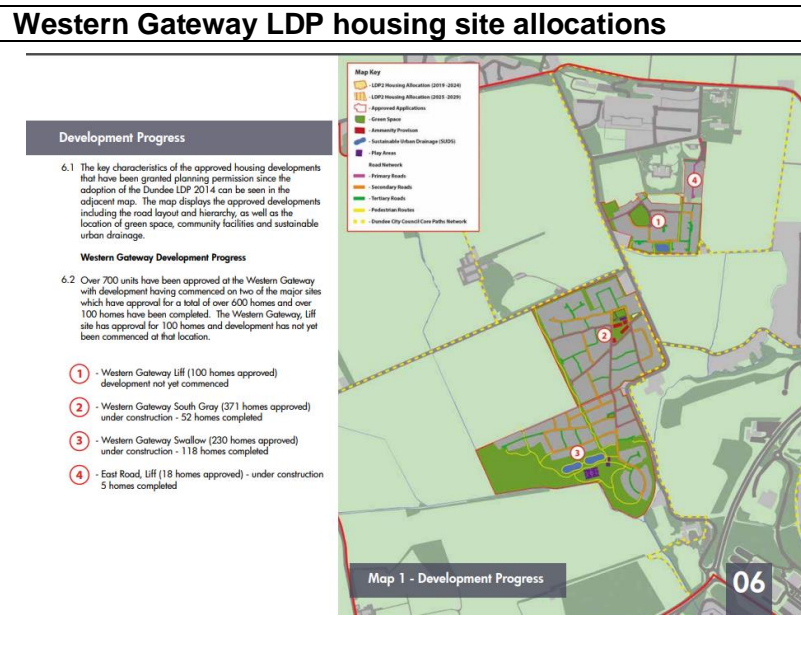 Western Gateway LDP housing site allocations
Development Progress
6.1 The key characteristics of the approved housing developments
that have been granted planning permission since the
adoption of the Dundee LDP 2014 can be seen in the
adjacent map. The map displays the approved developments
including the road layout and hierarchy, as well as the
location of green space, community facilities and sustainable
urban drainage.
Western Gateway Development Progress
6.2 Over 700 units have been approved at the Western Gateway
with development having commenced on two of the major sites
which have approval for a total of over 600 homes and over
100 homes have been completed. The Western Gateway, Liff
site has approval for 100 homes and development has not yet
been commenced at that location.
1 - Western Gateway Liff (100 homes approved)
development not yet commenced
2 - Western Gateway South Gray (371 homes approved)
under construction - 52 homes completed
3 - Western Gateway Swallow (230 homes approved)
under construction - 118 homes completed
4 - East Road, Liff (18 homes approved) - under construction
5 homes completed
Map Key
- LDP2 Housing Allocation (2019 -2024)
- LDP2 Housing Allocation (2025 -2029)
- Approved Applications
- Green Space
- Ammenity Provison
- Sustainable Urban Drainage (SUDS)
- Play Areas
Road Network
- Primary Roads
- Secondary Roads
- Tertiary Roads
- Pedestrian Routes
- Dundee City Council Core Paths Network
4
1
2
3
Map 1 - Development Progress
06